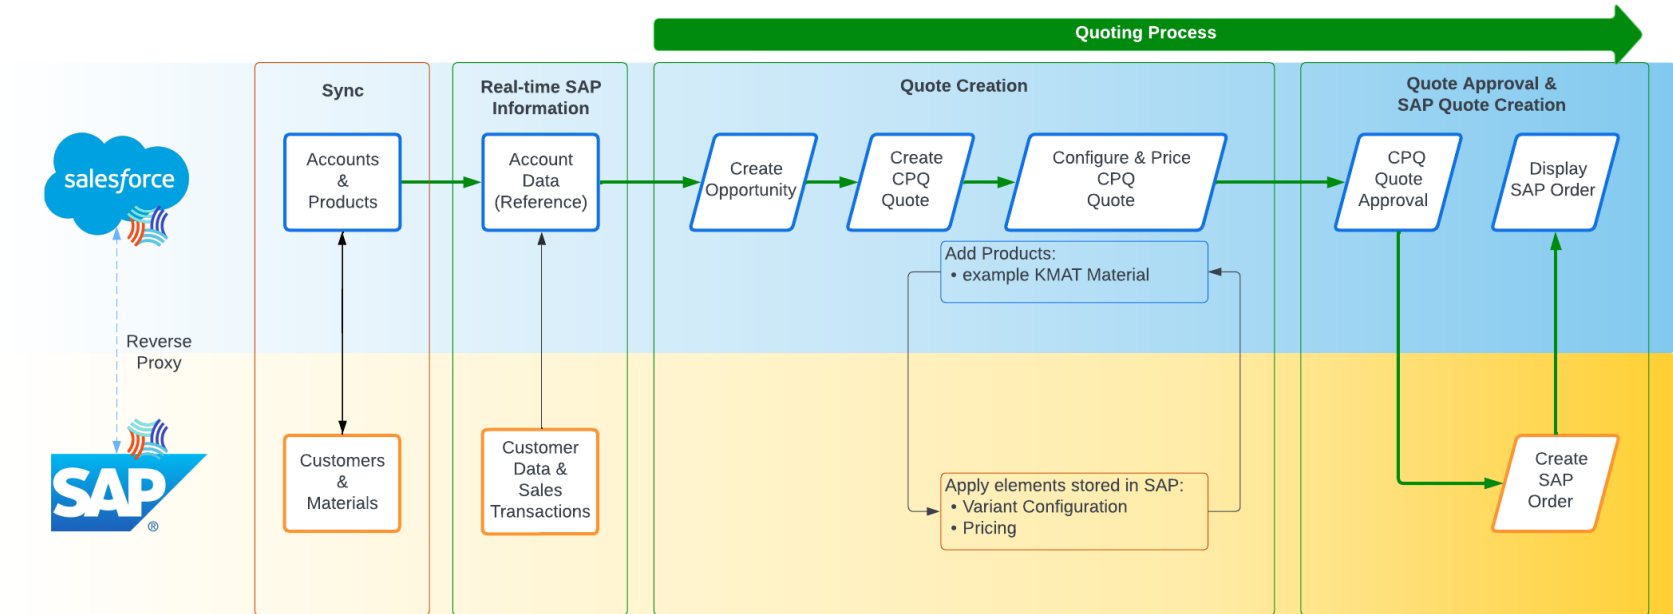 Quoting Process
Sync
Real-time SAP
Information
Quote Creation
Quote Approval &
SAP Quote Creation
salesforce
Accounts
&
Products
Account
Data
(Reference)
Create
Opportunity
Create
CPQ
Quote
Configure & Price
CPQ
Quote
CPQ
Quote
Approval
Display
SAP Order
Add Products:
• example KMAT Material
Reverse
Proxy
SAP®
Customers
&
Materials
Customer
Data &
Sales
Transactions
Apply elements stored in SAP:
• Variant Configuration
• Pricing
Create
SAP
Order